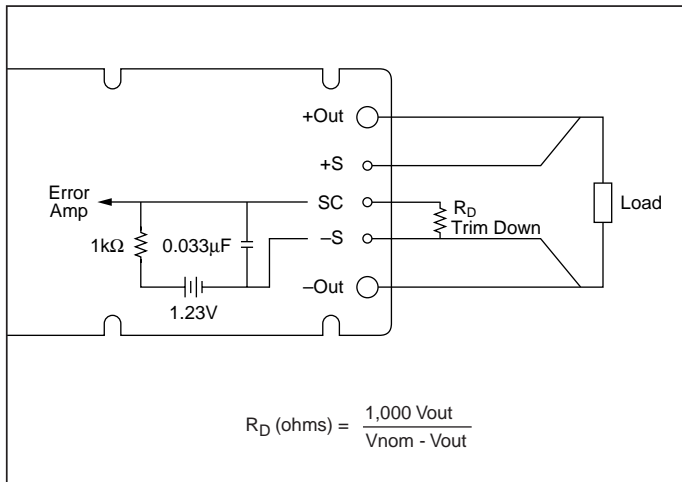 +Out
+S
Error
Amp
SC
R_D
Trim Down
Load
1kΩ
0.033µF
–S
–Out
1.23V
R_D (ohms) = 1,000 Vout / Vnom - Vout